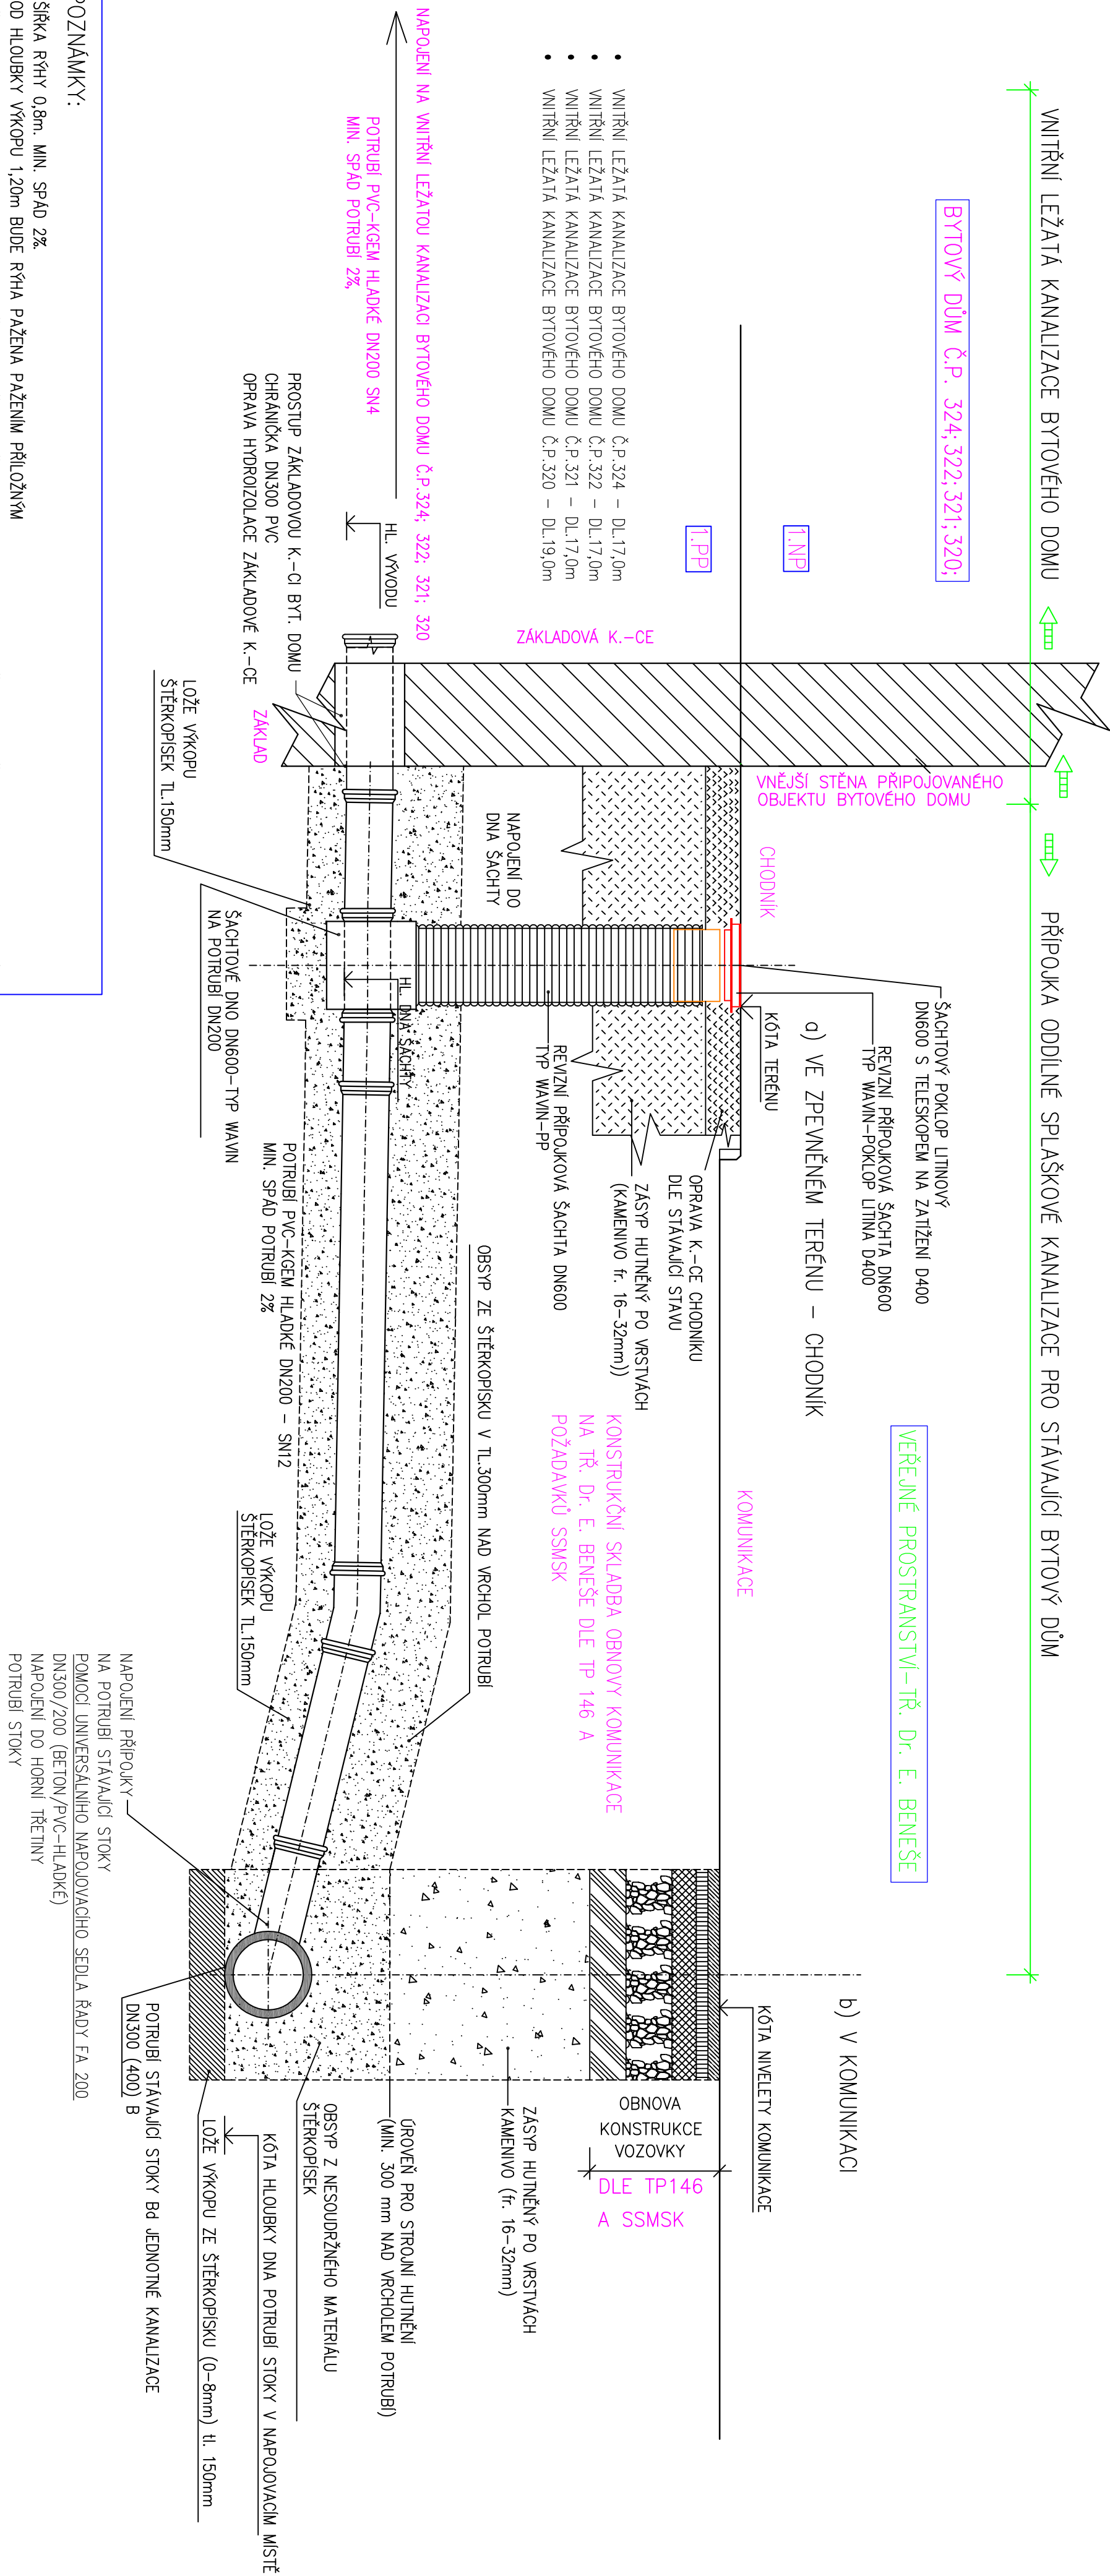 VNITŘNÍ LEŽATÁ KANALIZACE BYTOVÉHO DOMU
PŘÍPOJKA ODDÍLNÉ SPLAŠKOVÉ KANALIZACE PRO STÁVAJÍCÍ BYTOVÝ DŮM
BYTOVÝ DŮM Č.P. 324; 322; 321; 320;
VEŘEJNÉ PROSTRANSTVÍ-TŘ. Dr. E. BENEŠE
1.NP
1.PP
VNĚJŠÍ STĚNA PŘIPOJOVANÉHO
OBJEKTU BYTOVÉHO DOMU
ŠACHTOVÝ POKLOP LITINOVÝ
DN600 S TELESKOPEM NA ZATÍŽENÍ D400
REVIZNÍ PŘÍPOJKOVÁ ŠACHTA DN600
TYP WAVIN-POKLOP LITINA D400
a) VE ZPEVNĚNÉM TERÉNU - CHODNÍK
b) V KOMUNIKACI
CHODNÍK
KÓTA TERÉNU
KOMUNIKACE
KÓTA NIVELETY KOMUNIKACE
• VNITŘNÍ LEŽATÁ KANALIZACE BYTOVÉHO DOMU Č.P.324 - DL.17,0m
• VNITŘNÍ LEŽATÁ KANALIZACE BYTOVÉHO DOMU Č.P.322 - DL.17,0m
• VNITŘNÍ LEŽATÁ KANALIZACE BYTOVÉHO DOMU Č.P.321 - DL.17,0m
• VNITŘNÍ LEŽATÁ KANALIZACE BYTOVÉHO DOMU Č.P.320 - DL.19,0m
ZÁKLADOVÁ K.-CE
OPRAVA K.-CE CHODNÍKU
DLE STÁVAJÍCÍ STAVU
ZÁSYP HUTNĚNÝ PO VRSTVÁCH
(KAMENIVO fr. 16-32mm))
REVIZNÍ PŘÍPOJKOVÁ ŠACHTA DN600
TYP WAVIN-PP
KONSTRUKČNÍ SKLADBA OBNOVY KOMUNIKACE
NA TŘ. Dr. E. BENEŠE DLE TP 146 A
POŽADAVKŮ SSMSK
OBNOVA
KONSTRUKCE
VOZOVKY
DLE TP146
A SSMSK
NAPOJENÍ DO
DNA ŠACHTY
ZÁSYP HUTNĚNÝ PO VRSTVÁCH
KAMENIVO (fr. 16-32mm)
NAPOJENÍ NA VNITŘNÍ LEŽATOU KANALIZACI BYTOVÉHO DOMU Č.P.324; 322; 321; 320
POTRUBÍ PVC-KGEM HLADKÉ DN200 SN4
MIN. SPÁD POTRUBÍ 2%,
HL. VÝVODU
HL. DNA ŠACHTY
OBSYP ZE ŠTĚRKOPÍSKU V TL.300mm NAD VRCHOL POTRUBÍ
ÚROVEŇ PRO STROJNÍ HUTNĚNÍ
(MIN. 300 mm NAD VRCHOLEM POTRUBÍ)
OBSYP Z NESOUDRŽNÉHO MATERIÁLU
ŠTĚRKOPÍSEK
PROSTUP ZÁKLADOVOU K.-CI BYT. DOMU
CHRÁNIČKA DN300 PVC
OPRAVA HYDROIZOLACE ZÁKLADOVÉ K.-CE
ZÁKLAD
LOŽE VÝKOPU
ŠTĚRKOPÍSEK TL.150mm
ŠACHTOVÉ DNO DN600-TYP WAVIN
NA POTRUBÍ DN200
POTRUBÍ PVC-KGEM HLADKÉ DN200 - SN12
MIN. SPÁD POTRUBÍ 2%
LOŽE VÝKOPU
ŠTĚRKOPÍSEK TL.150mm
KÓTA HLOUBKY DNA POTRUBÍ STOKY V NAPOJOVACÍM MÍSTĚ
LOŽE VÝKOPU ZE ŠTĚRKOPÍSKU (0-8mm) tl. 150mm
POTRUBÍ STÁVAJÍCÍ STOKY Bd JEDNOTNÉ KANALIZACE
DN300 (400) B
NAPOJENÍ PŘÍPOJKY
NA POTRUBÍ STÁVAJÍCÍ STOKY
POMOCÍ UNIVERSÁLNÍHO NAPOJOVACÍHO SEDLA ŘADY FA 200
DN300/200 (BETON/PVC-HLADKÉ)
NAPOJENÍ DO HORNÍ TŘETINY
POTRUBÍ STOKY
POZNÁMKY:
ŠÍŘKA RÝHY 0,8m. MIN. SPÁD 2%.
OD HLOUBKY VÝKOPU 1,20m BUDE RÝHA PAŽENA PAŽENÍM PŘÍLOŽNÝM